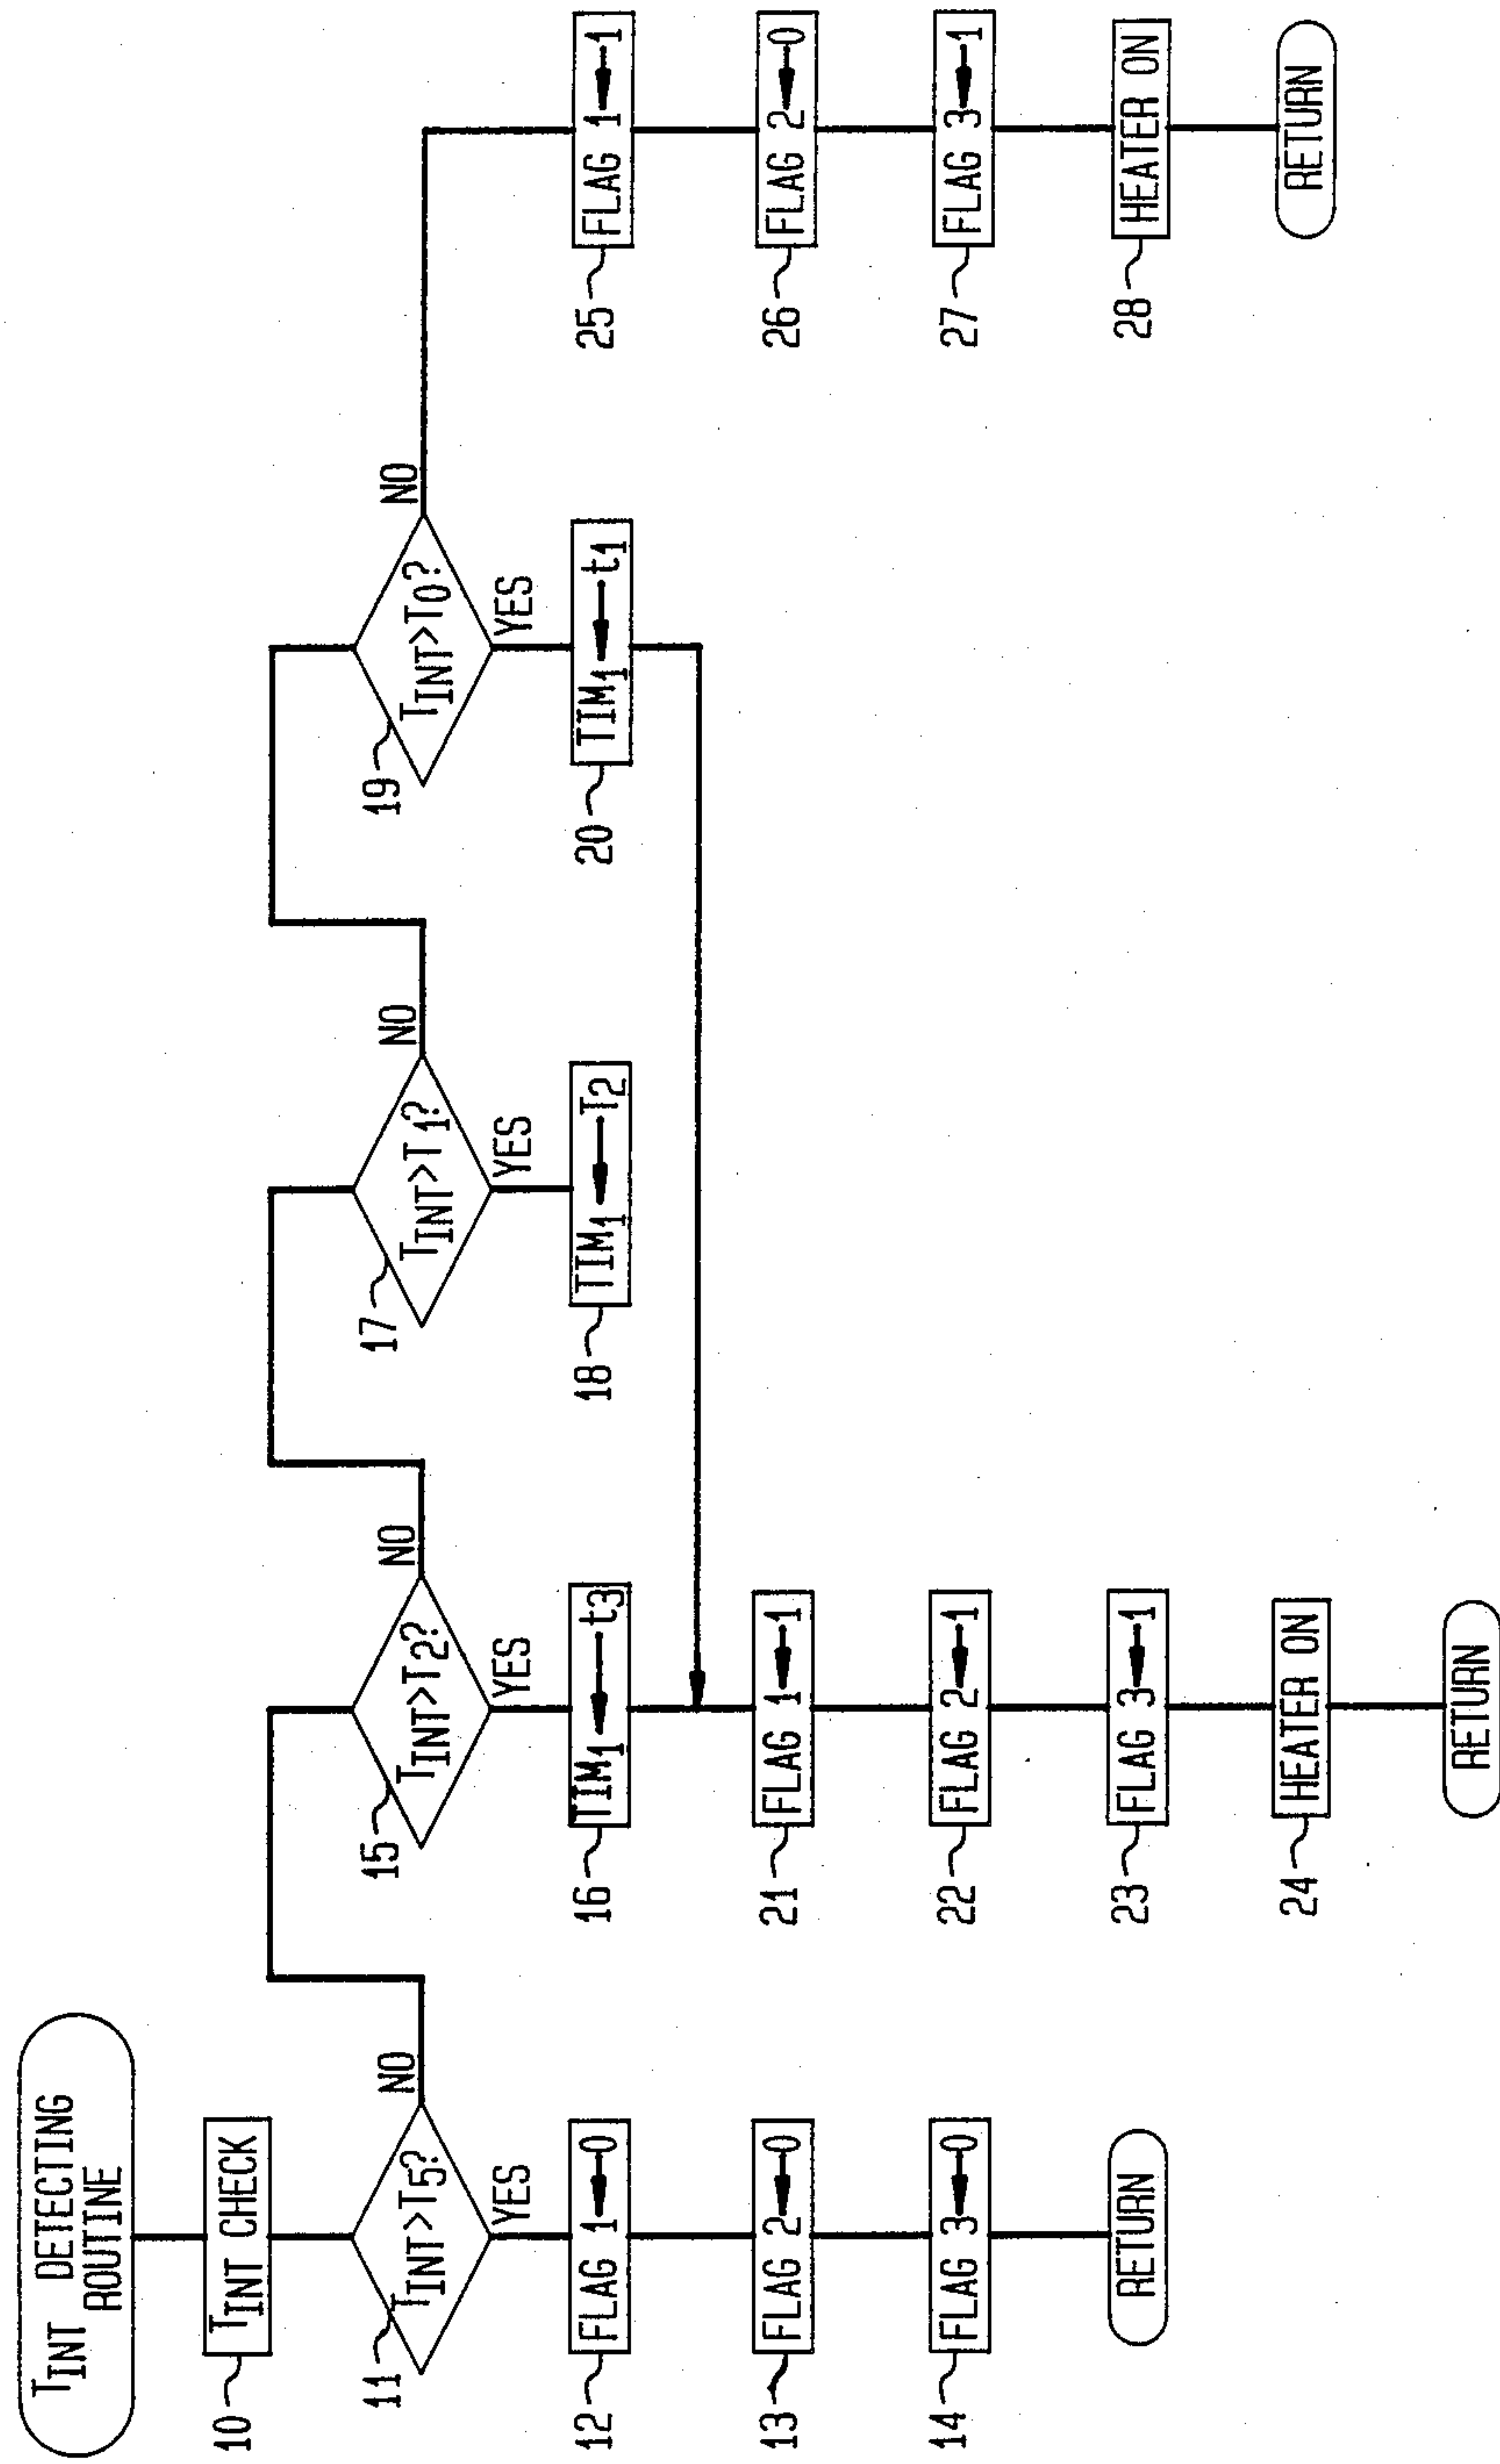 TINT DETECTING
ROUTINE
10
TINT CHECK
11
TINT>T5?
NO
YES
12
FLAG 1←0
13
FLAG 2←0
14
FLAG 3←0
RETURN
15
TINT>T2?
NO
YES
16
TIM1←t3
21
FLAG 1←1
22
FLAG 2←1
23
FLAG 3←1
24
HEATER ON
RETURN
17
TINT>T1?
NO
YES
18
TIM1←T2
19
TINT>T0?
NO
YES
20
TIM1←t1
25
FLAG 1←1
26
FLAG 2←0
27
FLAG 3←1
28
HEATER ON
RETURN